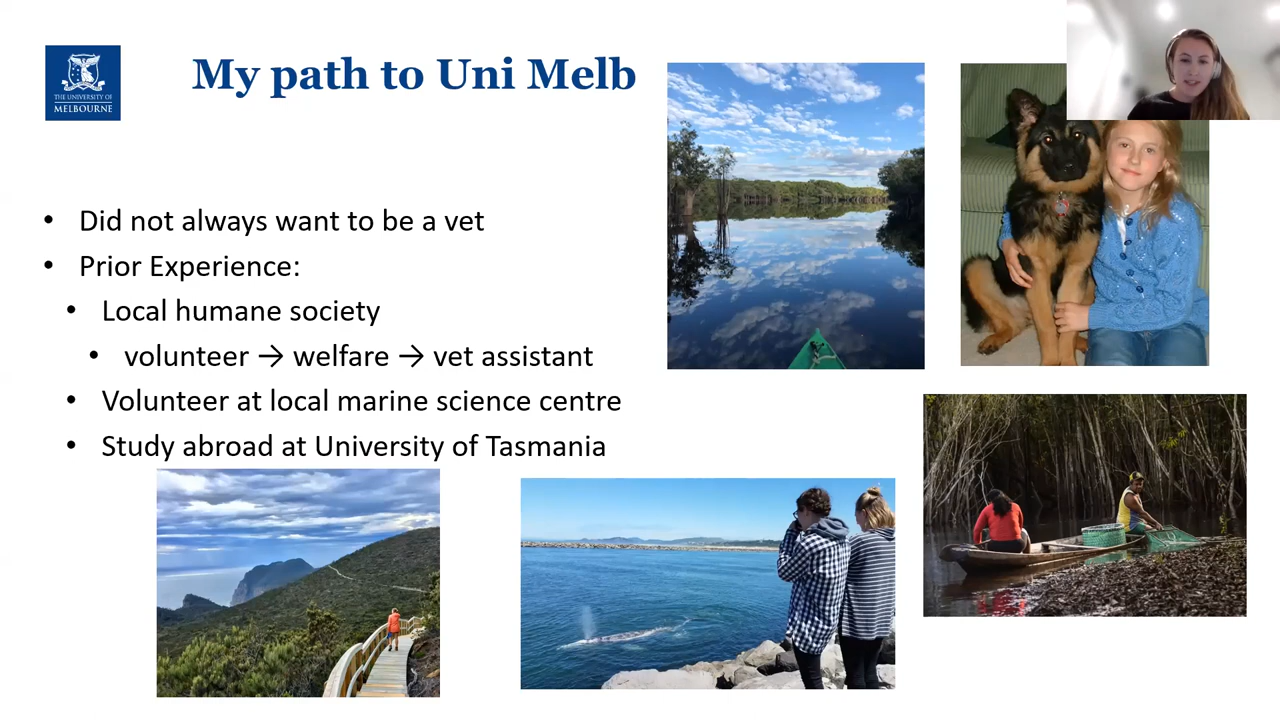 THE UNIVERSITY OF
MELBOURNE
My path to Uni Melb
• Did not always want to be a vet
• Prior Experience:
• Local humane society
• volunteer → welfare → vet assistant
• Volunteer at local marine science centre
• Study abroad at University of Tasmania